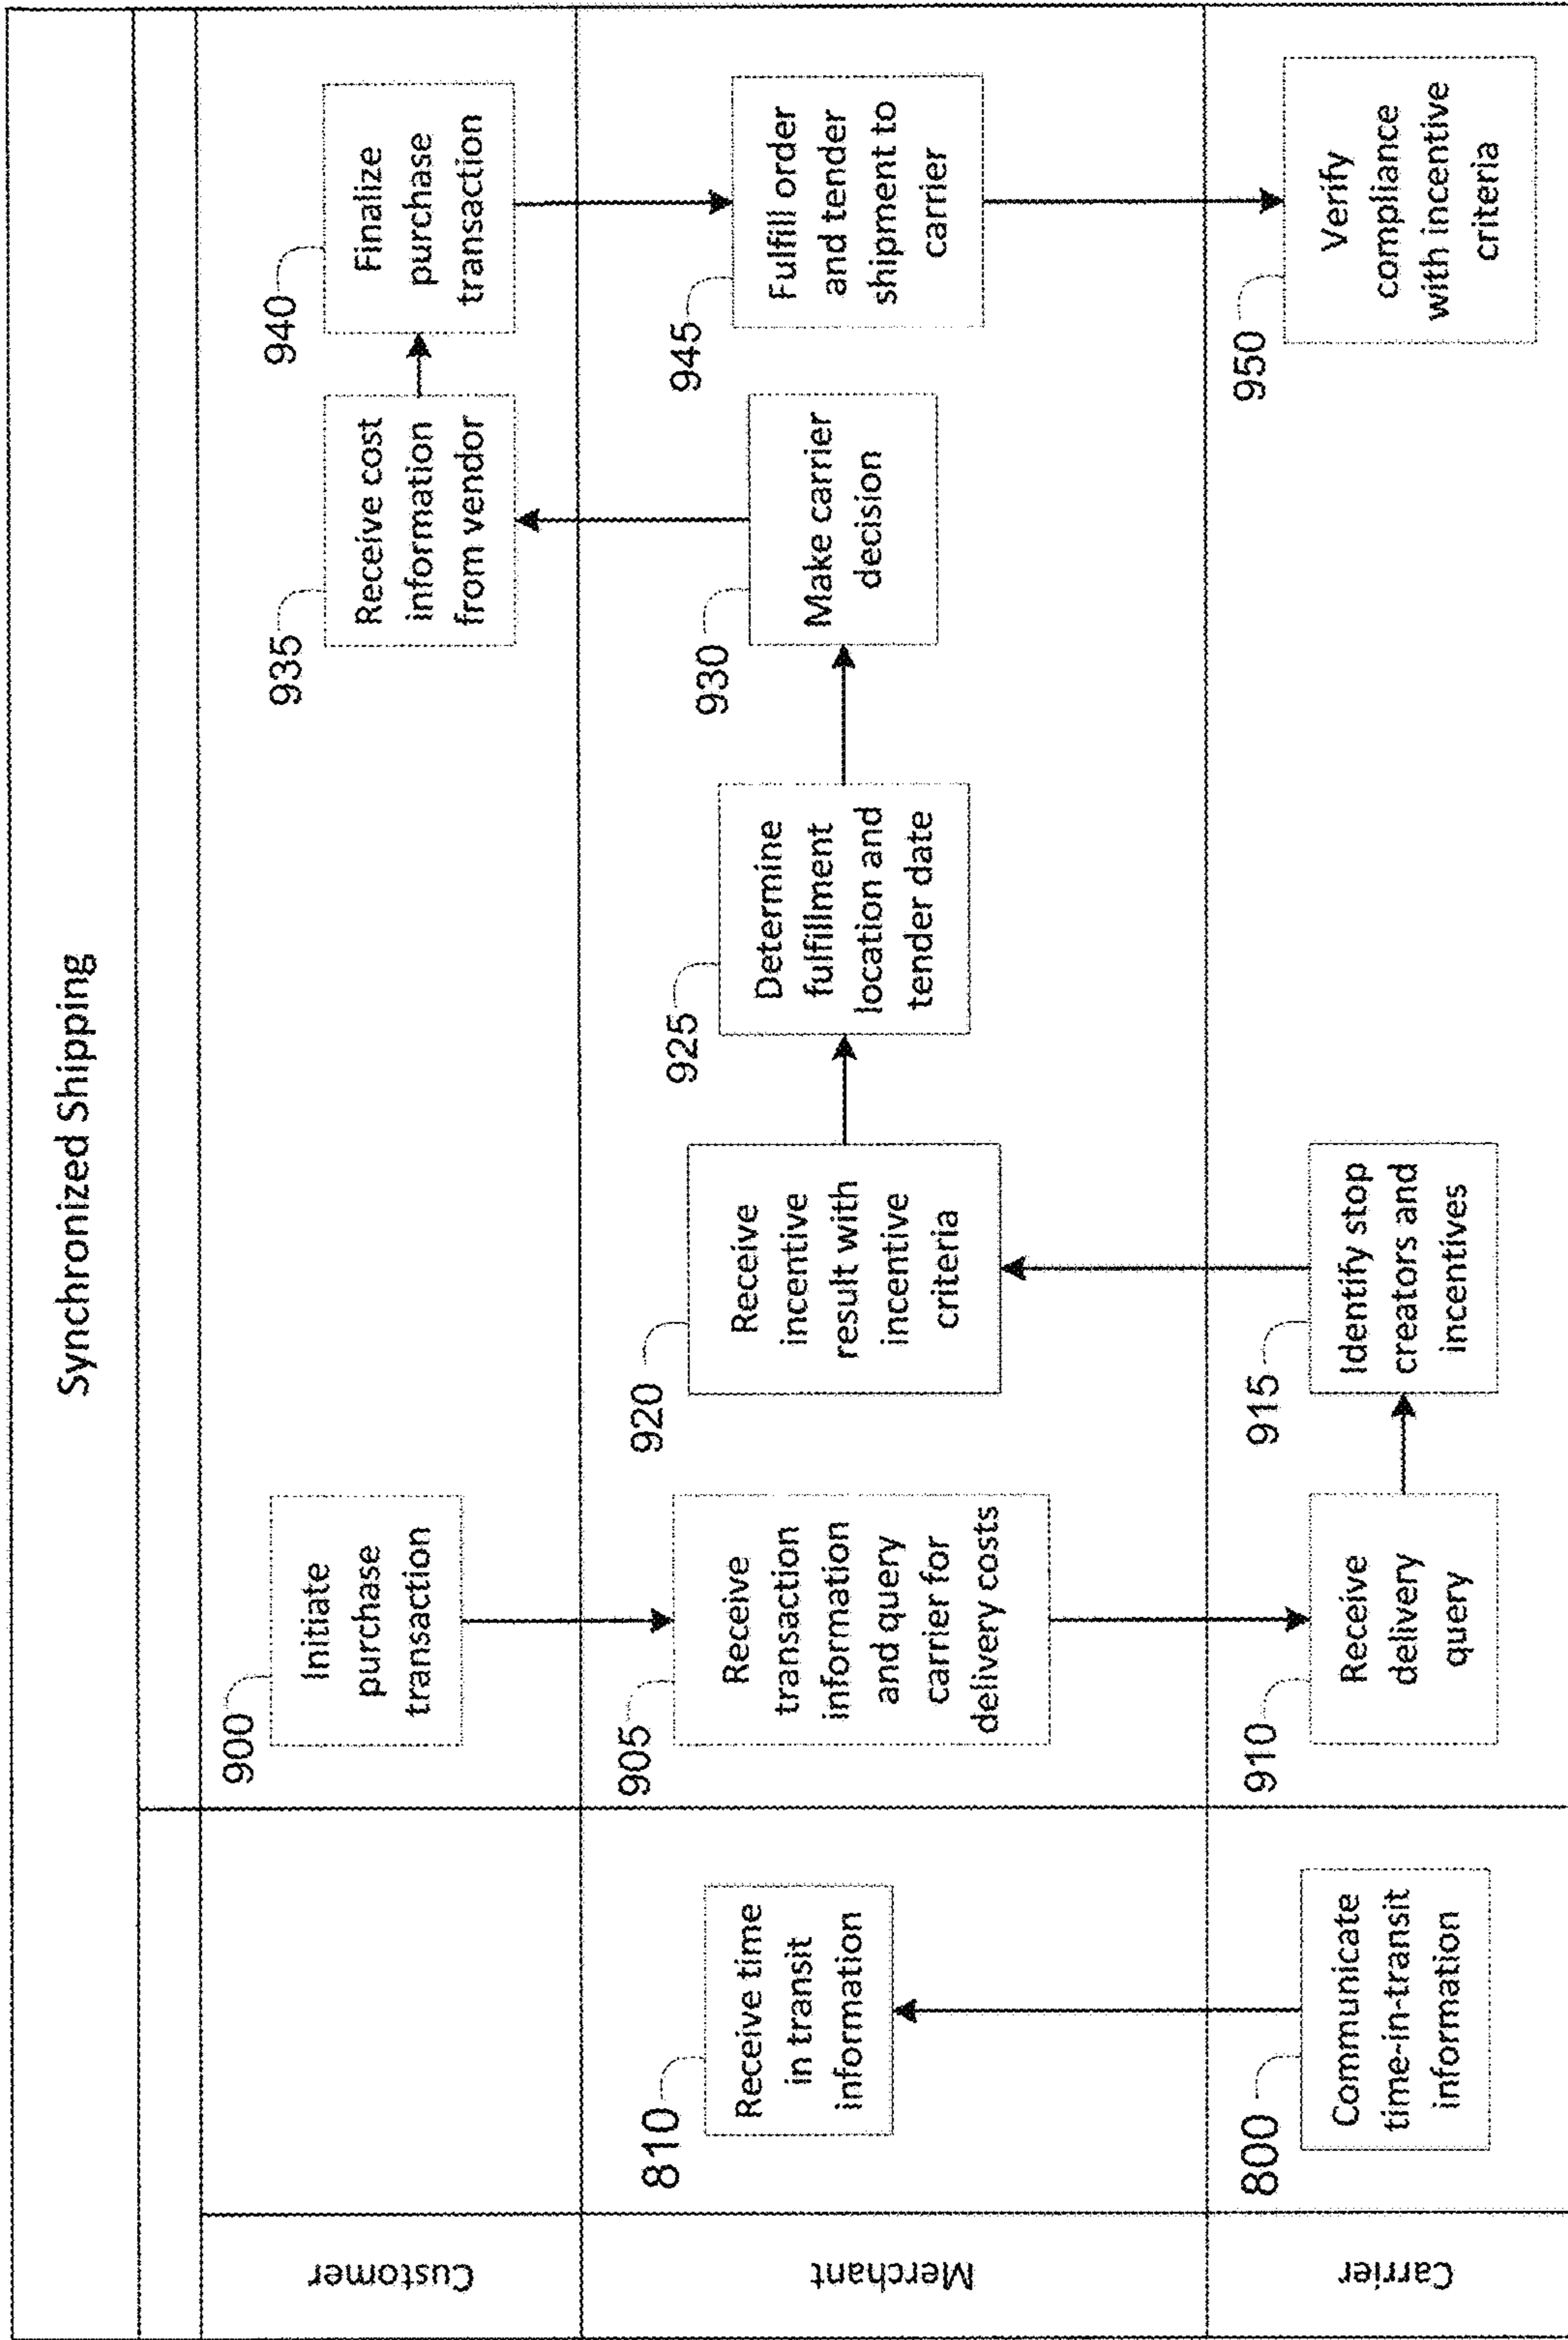 Synchronized Shipping
Customer
900
Initiate
purchase
transaction
935
Receive cost
information
from vendor
940
Finalize
purchase
transaction
Merchant
810
Receive time
in transit
information
905
Receive
transaction
information
and query
carrier for
delivery costs
920
Receive
incentive
result with
incentive
criteria
925
Determine
fulfillment
location and
tender date
930
Make carrier
decision
945
Fulfill order
and tender
shipment to
carrier
Carrier
800
Communicate
time-in-transit
information
910
Receive
delivery
query
915
Identify stop
creators and
incentives
950
Verify
compliance
with incentive
criteria